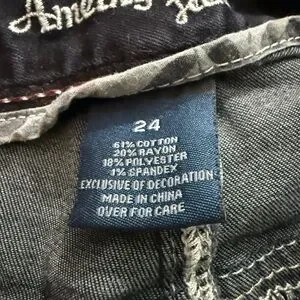 24
61% COTTON
20% RAYON
18% POLYESTER
1% SPANDEX
EXCLUSIVE OF DECORATION
MADE IN CHINA
OVER FOR CARE